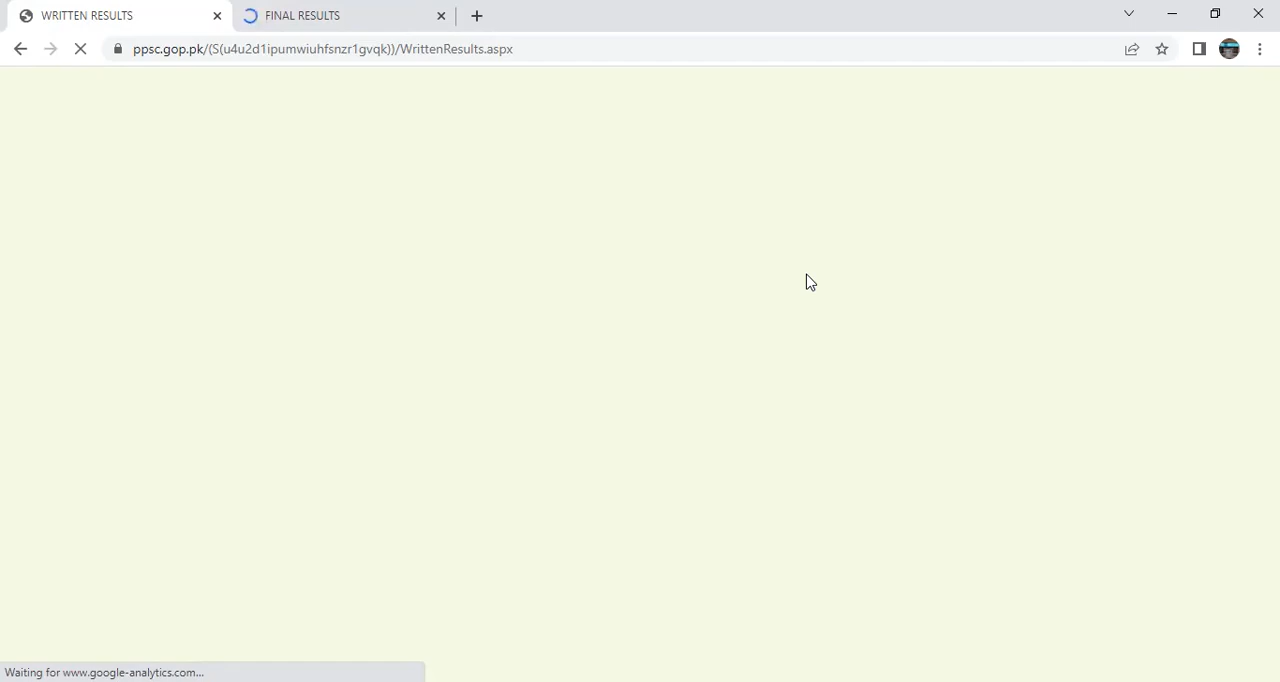 WRITTEN RESULTS
FINAL RESULTS
ppsc.gop.pk/(S(u4u2d1ipumwiuhfsnzr1gvqk))/WrittenResults.aspx
Waiting for www.google-analytics.com...